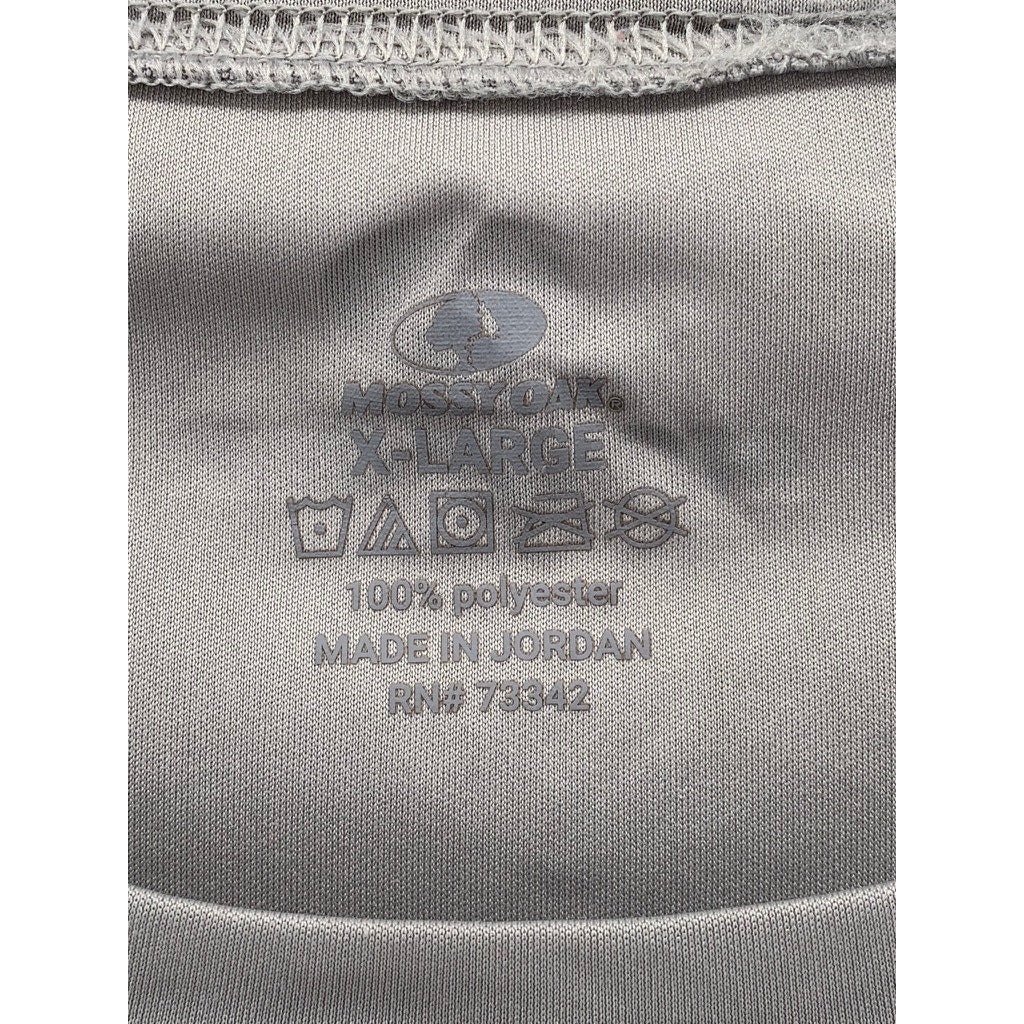 MOSSY OAK®
X-LARGE
100% polyester
MADE IN JORDAN
RN# 73342